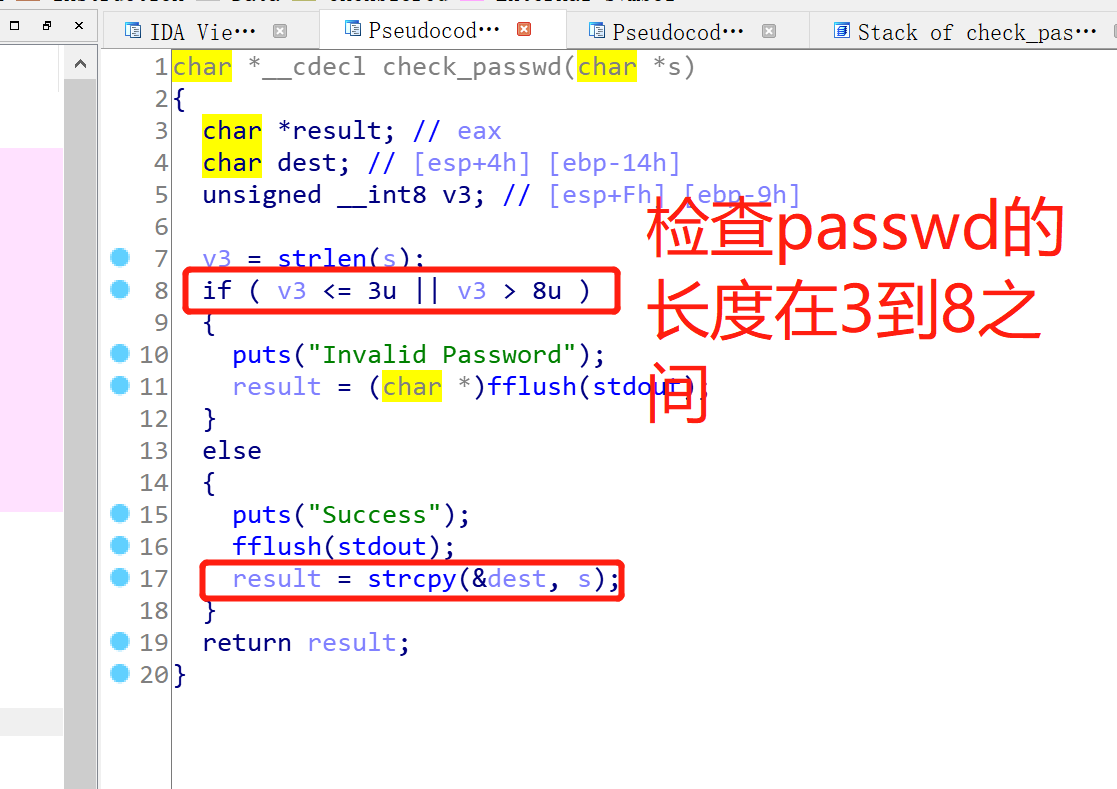 IDA Vie… Pseudocod… Pseudocod… Stack of check_pas…
1 char *__cdecl check_passwd(char *s)
2 {
3 char *result; // eax
4 char dest; // [esp+4h] [ebp-14h]
5 unsigned __int8 v3; // [esp+Fh] [ebp-9h]
6
7 v3 = strlen(s);
8 if ( v3 <= 3u || v3 > 8u )
9 {
10 puts("Invalid Password");
11 result = (char *)fflush(stdout);
12 }
13 else
14 {
15 puts("Success");
16 fflush(stdout);
17 result = strcpy(&dest, s);
18 }
19 return result;
20 }
检查passwd的
长度在3到8之
间